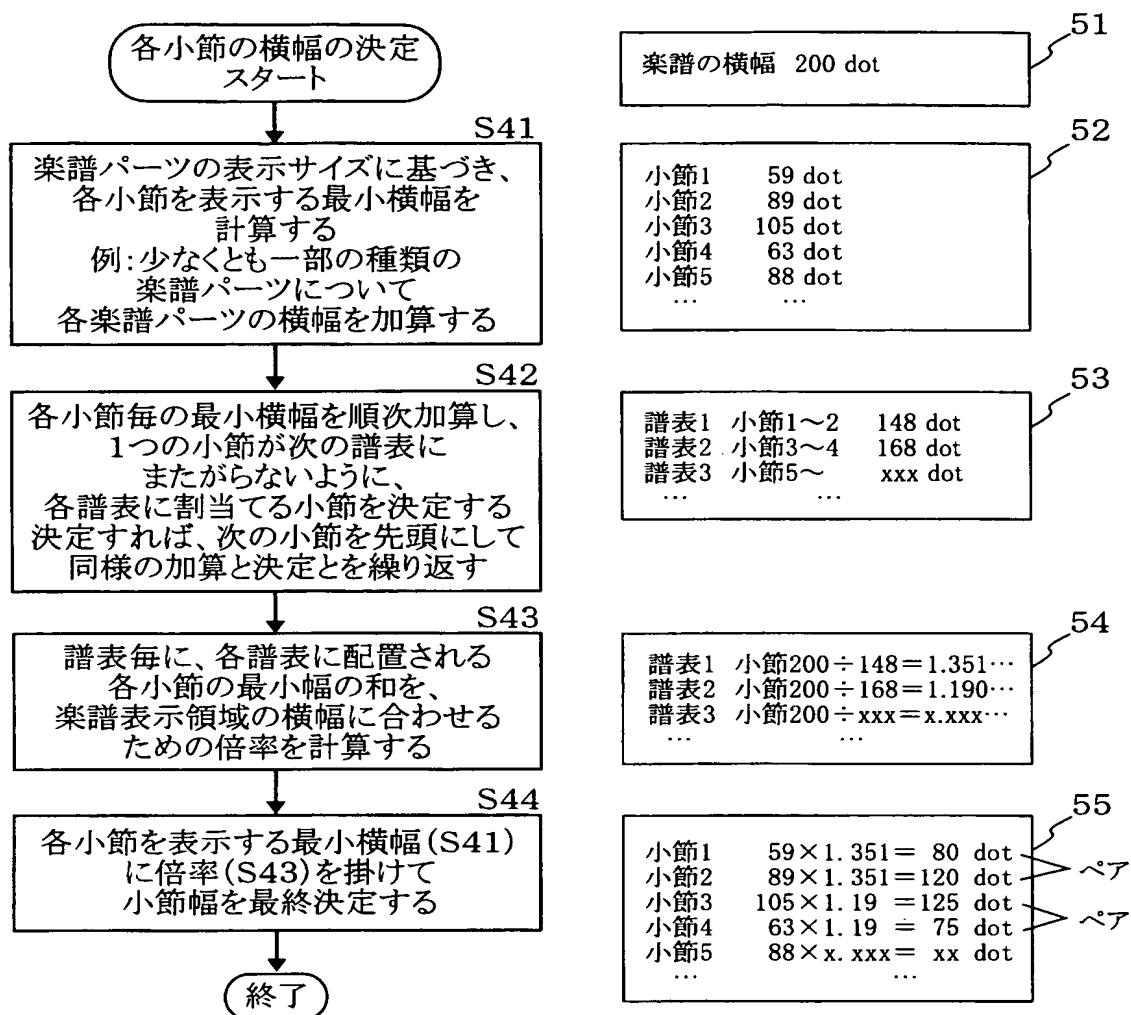 各小節の横幅の決定
スタート
S41
楽譜パーツの表示サイズに基づき、
各小節を表示する最小横幅を
計算する
例:少なくとも一部の種類の
楽譜パーツについて
各楽譜パーツの横幅を加算する
S42
各小節毎の最小横幅を順次加算し、
1つの小節が次の譜表に
またがらないように、
各譜表に割当てる小節を決定する
決定すれば、次の小節を先頭にして
同様の加算と決定とを繰り返す
S43
譜表毎に、各譜表に配置される
各小節の最小幅の和を、
楽譜表示領域の横幅に合わせる
ための倍率を計算する
S44
各小節を表示する最小横幅(S41)
に倍率(S43)を掛けて
小節幅を最終決定する
終了
51
楽譜の横幅 200 dot
52
小節1 59 dot
小節2 89 dot
小節3 105 dot
小節4 63 dot
小節5 88 dot
… …
53
譜表1 小節1~2 148 dot
譜表2 小節3~4 168 dot
譜表3 小節5~ xxx dot
… …
54
譜表1 小節200÷148=1.351…
譜表2 小節200÷168=1.190…
譜表3 小節200÷xxx=x.xxx…
… …
55
小節1 59×1.351= 80 dot
小節2 89×1.351=120 dot
ペア
小節3 105×1.19 =125 dot
小節4 63×1.19 = 75 dot
ペア
小節5 88×x.xxx= xx dot
… …